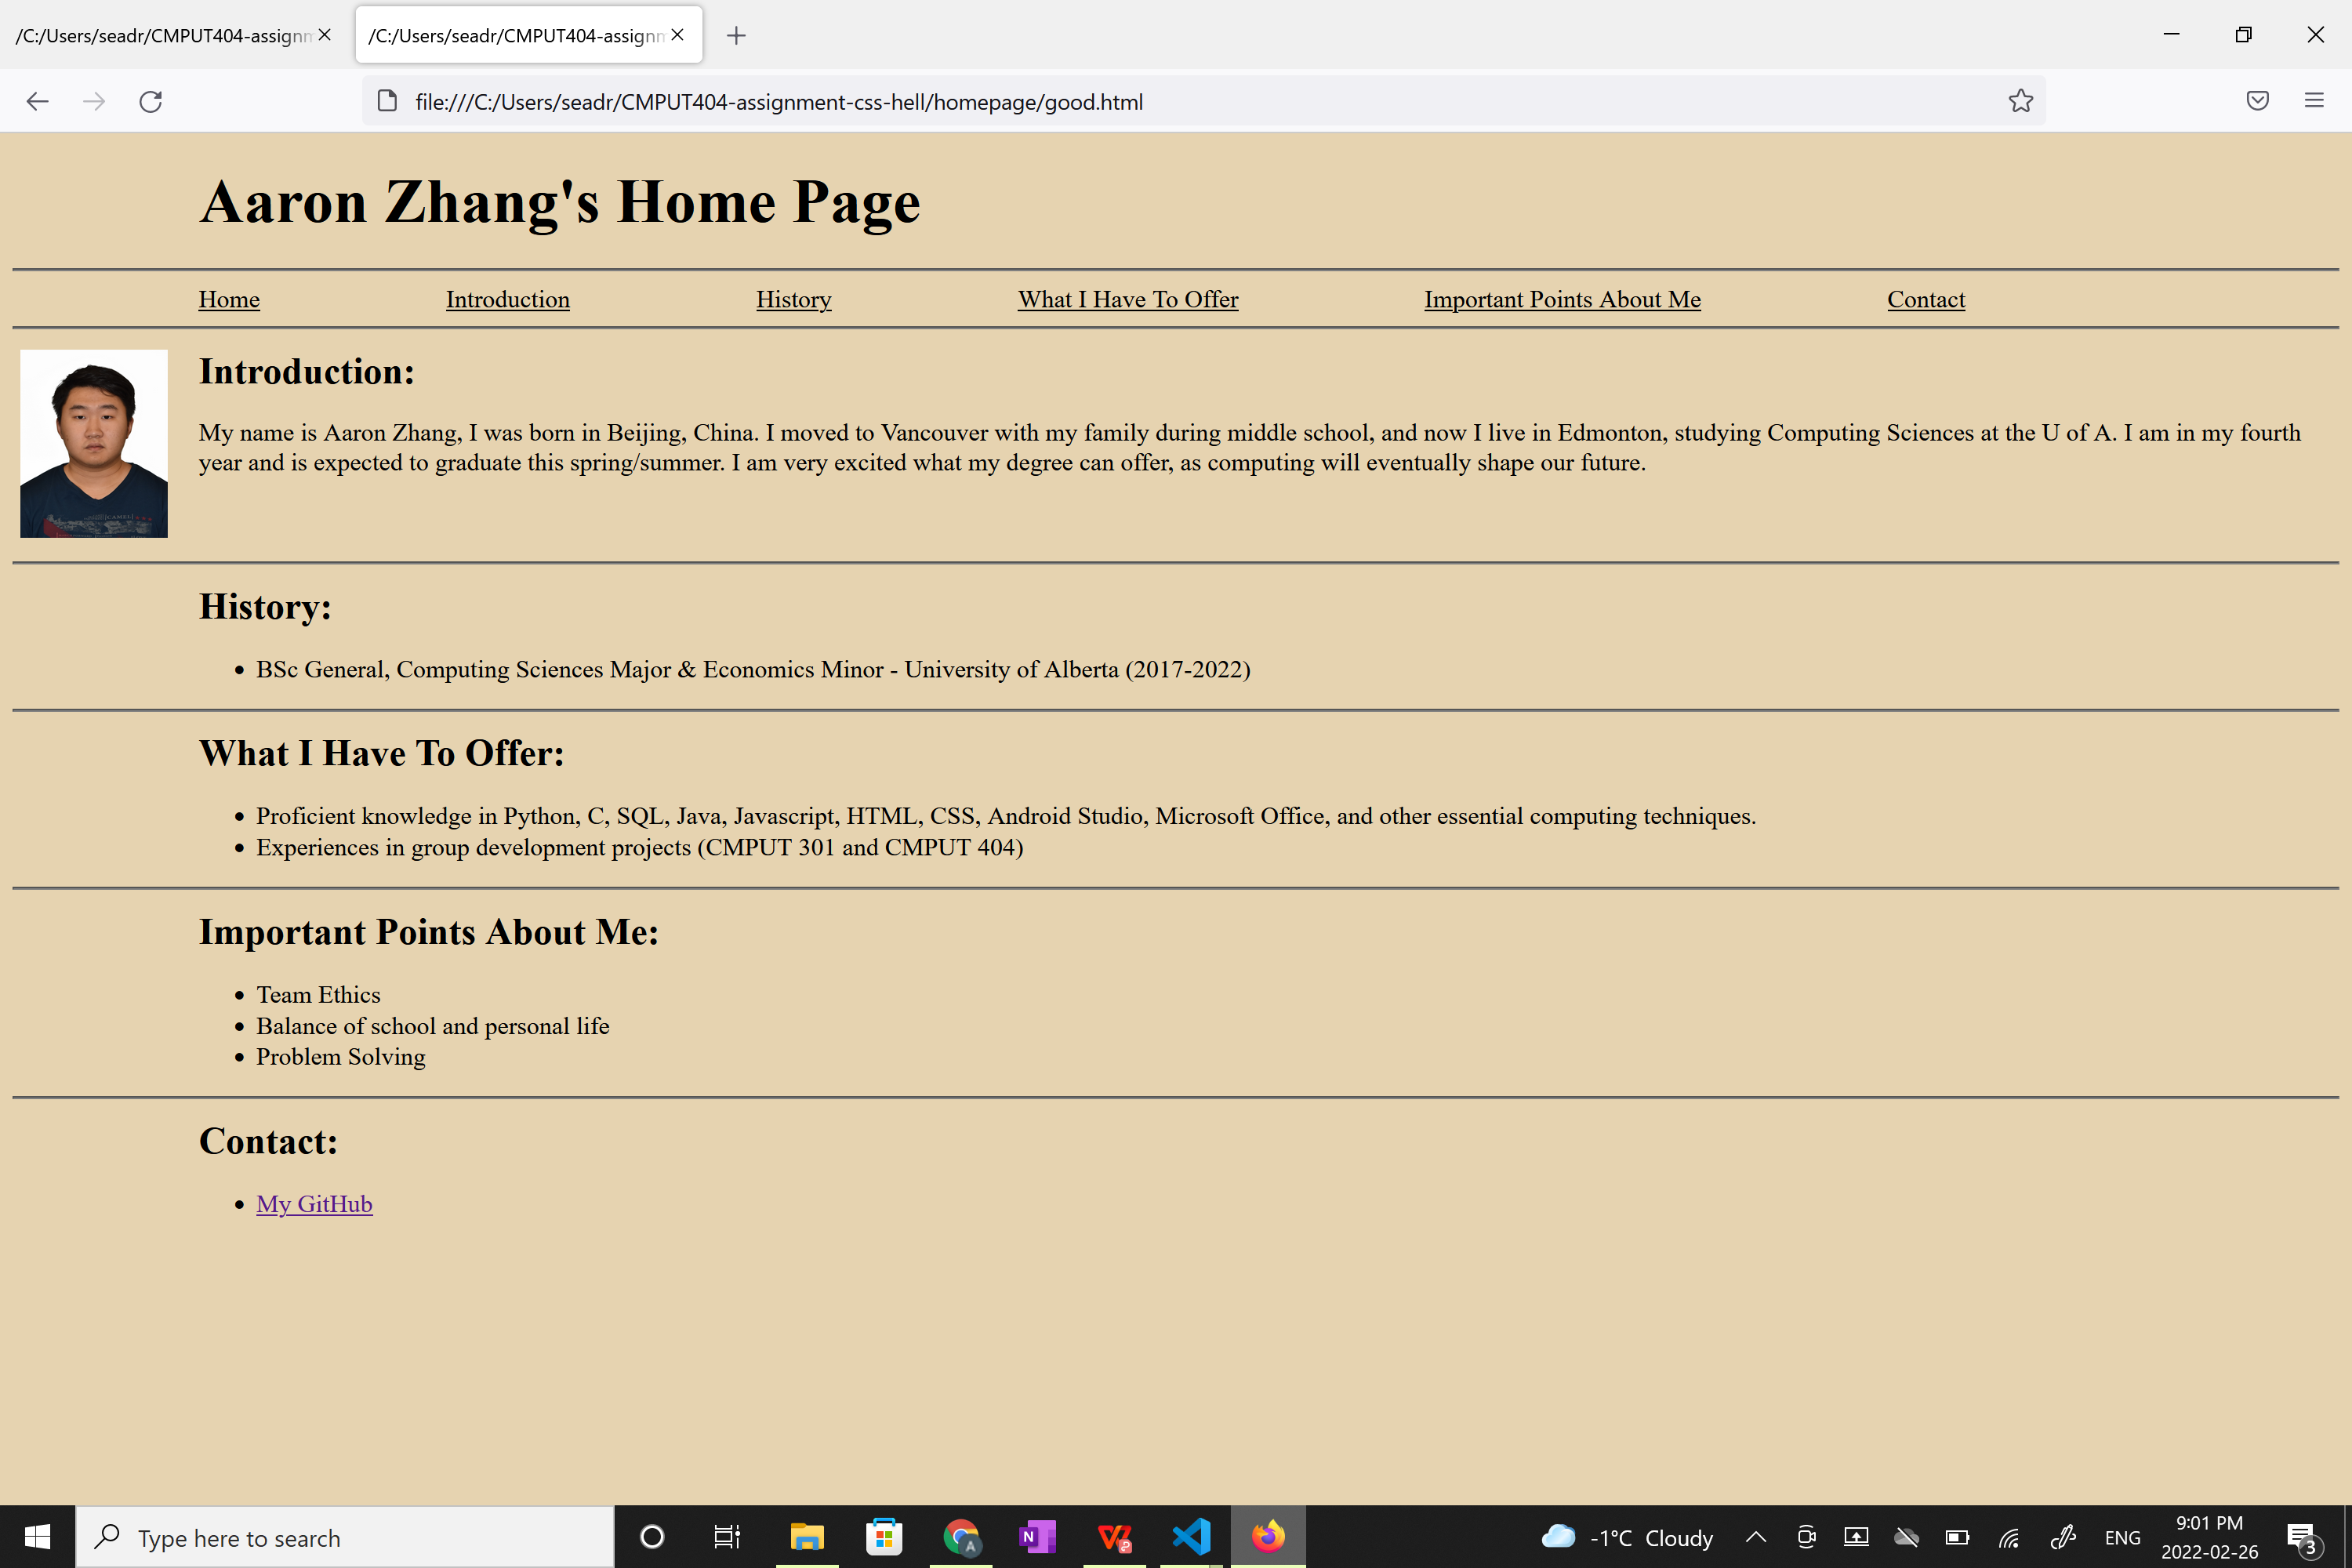 /C:/Users/seadr/CMPUT404-assignm
/C:/Users/seadr/CMPUT404-assignm
file:///C:/Users/seadr/CMPUT404-assignment-css-hell/homepage/good.html
Aaron Zhang's Home Page
Home Introduction History What I Have To Offer Important Points About Me Contact
Introduction:
My name is Aaron Zhang, I was born in Beijing, China. I moved to Vancouver with my family during middle school, and now I live in Edmonton, studying Computing Sciences at the U of A. I am in my fourth
year and is expected to graduate this spring/summer. I am very excited what my degree can offer, as computing will eventually shape our future.
History:
BSc General, Computing Sciences Major & Economics Minor - University of Alberta (2017-2022)
What I Have To Offer:
Proficient knowledge in Python, C, SQL, Java, Javascript, HTML, CSS, Android Studio, Microsoft Office, and other essential computing techniques.
Experiences in group development projects (CMPUT 301 and CMPUT 404)
Important Points About Me:
Team Ethics
Balance of school and personal life
Problem Solving
Contact:
My GitHub
Type here to search
A
N
-1°C Cloudy
ENG
9:01 PM
2022-02-26
3